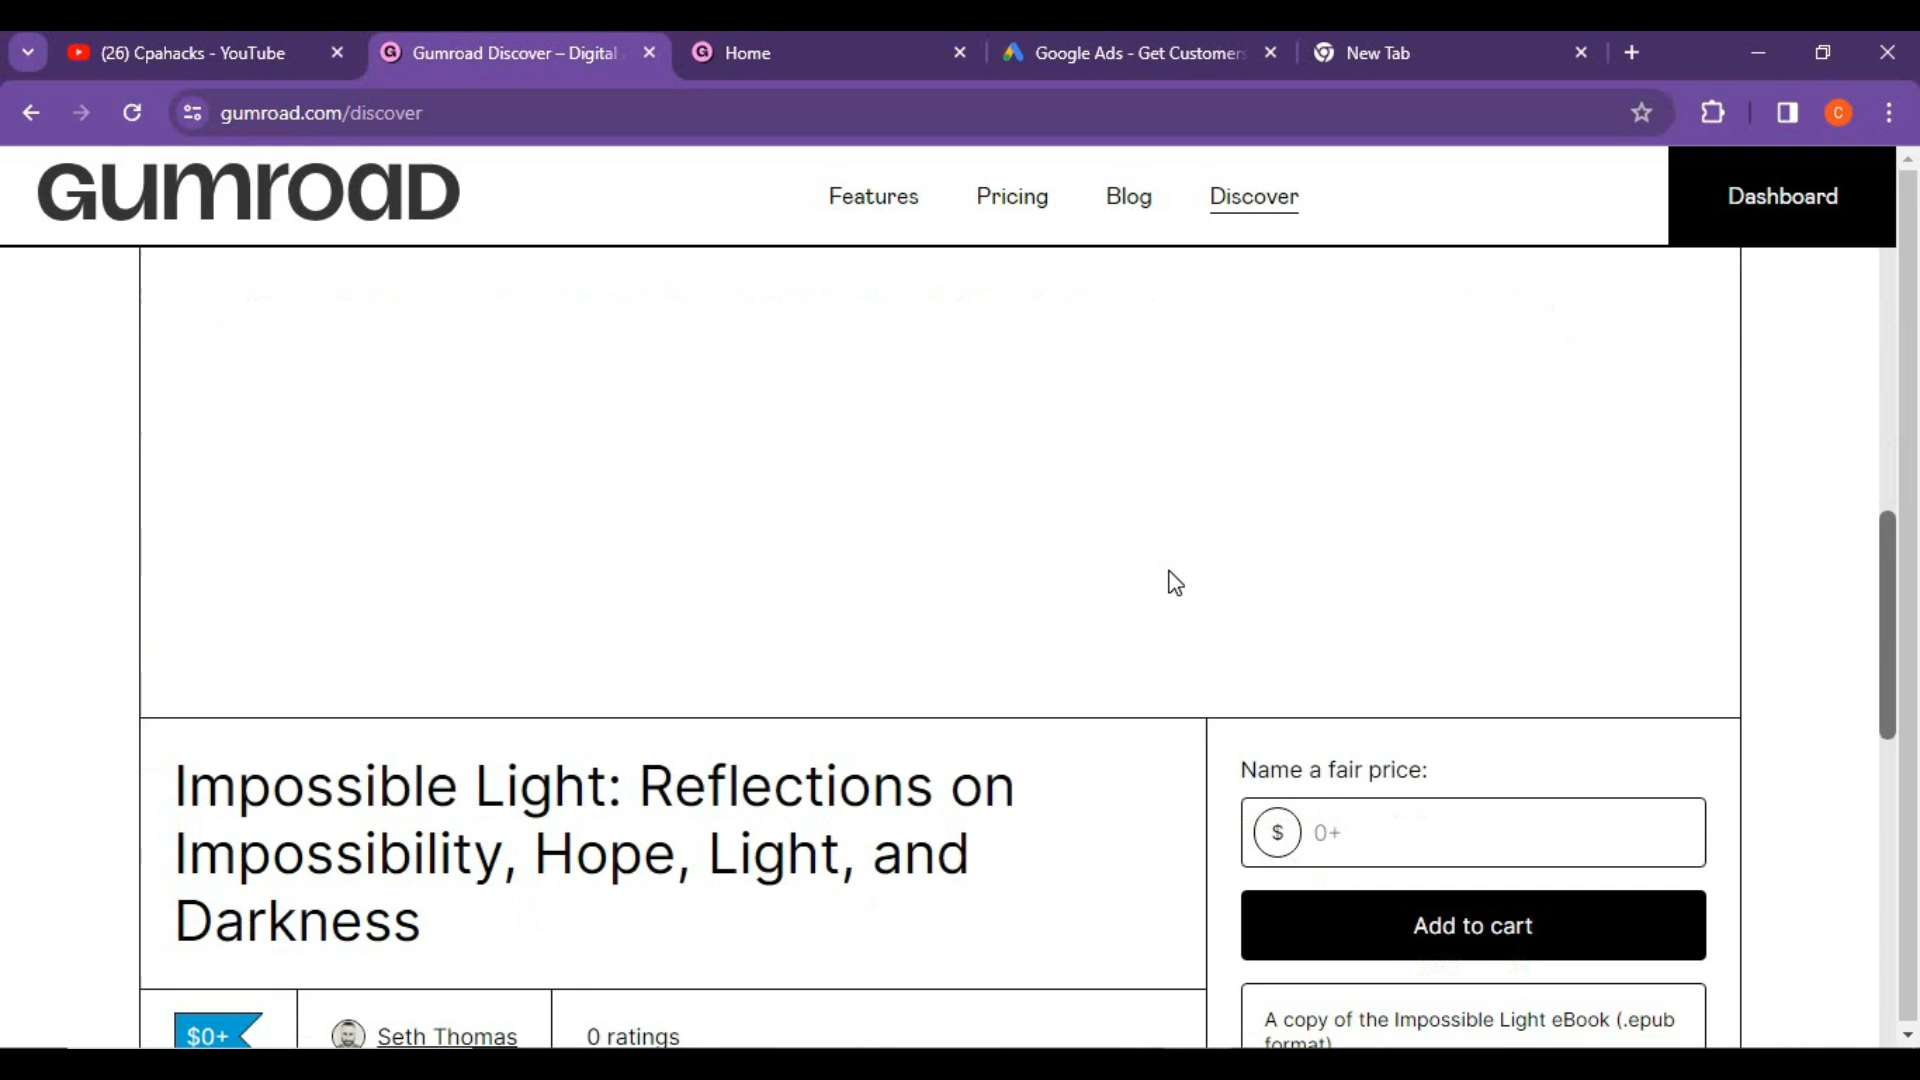 (26) Cpahacks - YouTube
Gumroad Discover – Digital
Home
Google Ads - Get Customers
New Tab
gumroad.com/discover
C
GUMROAD
Features
Pricing
Blog
Discover
Dashboard
Impossible Light: Reflections on
Impossibility, Hope, Light, and
Darkness
Name a fair price:
$ 0+
Add to cart
$0+
Seth Thomas
0 ratings
A copy of the Impossible Light eBook (.epub
format)